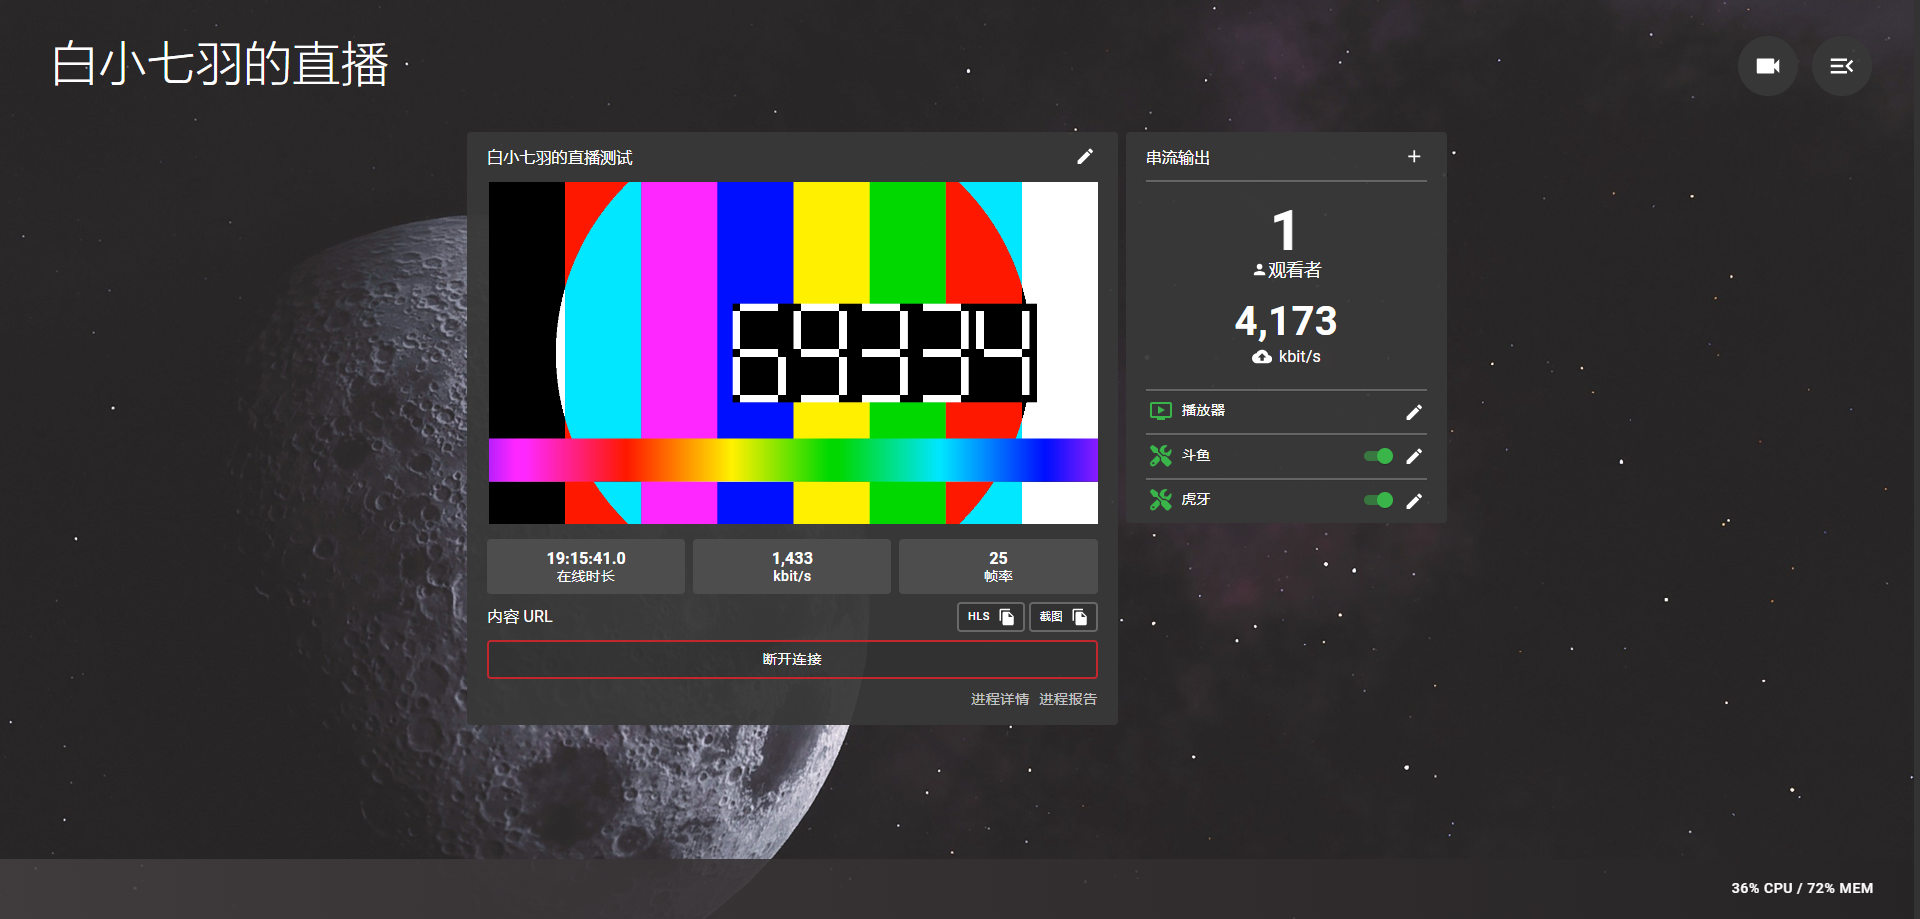 白小七羽的直播
白小七羽的直播测试
69334
19:15:41.0
在线时长
1,433
kbit/s
25
帧率
内容 URL
HLS
截图
断开连接
进程详情 进程报告
串流输出
1
观看者
4,173
kbit/s
播放器
斗鱼
虎牙
36% CPU / 72% MEM